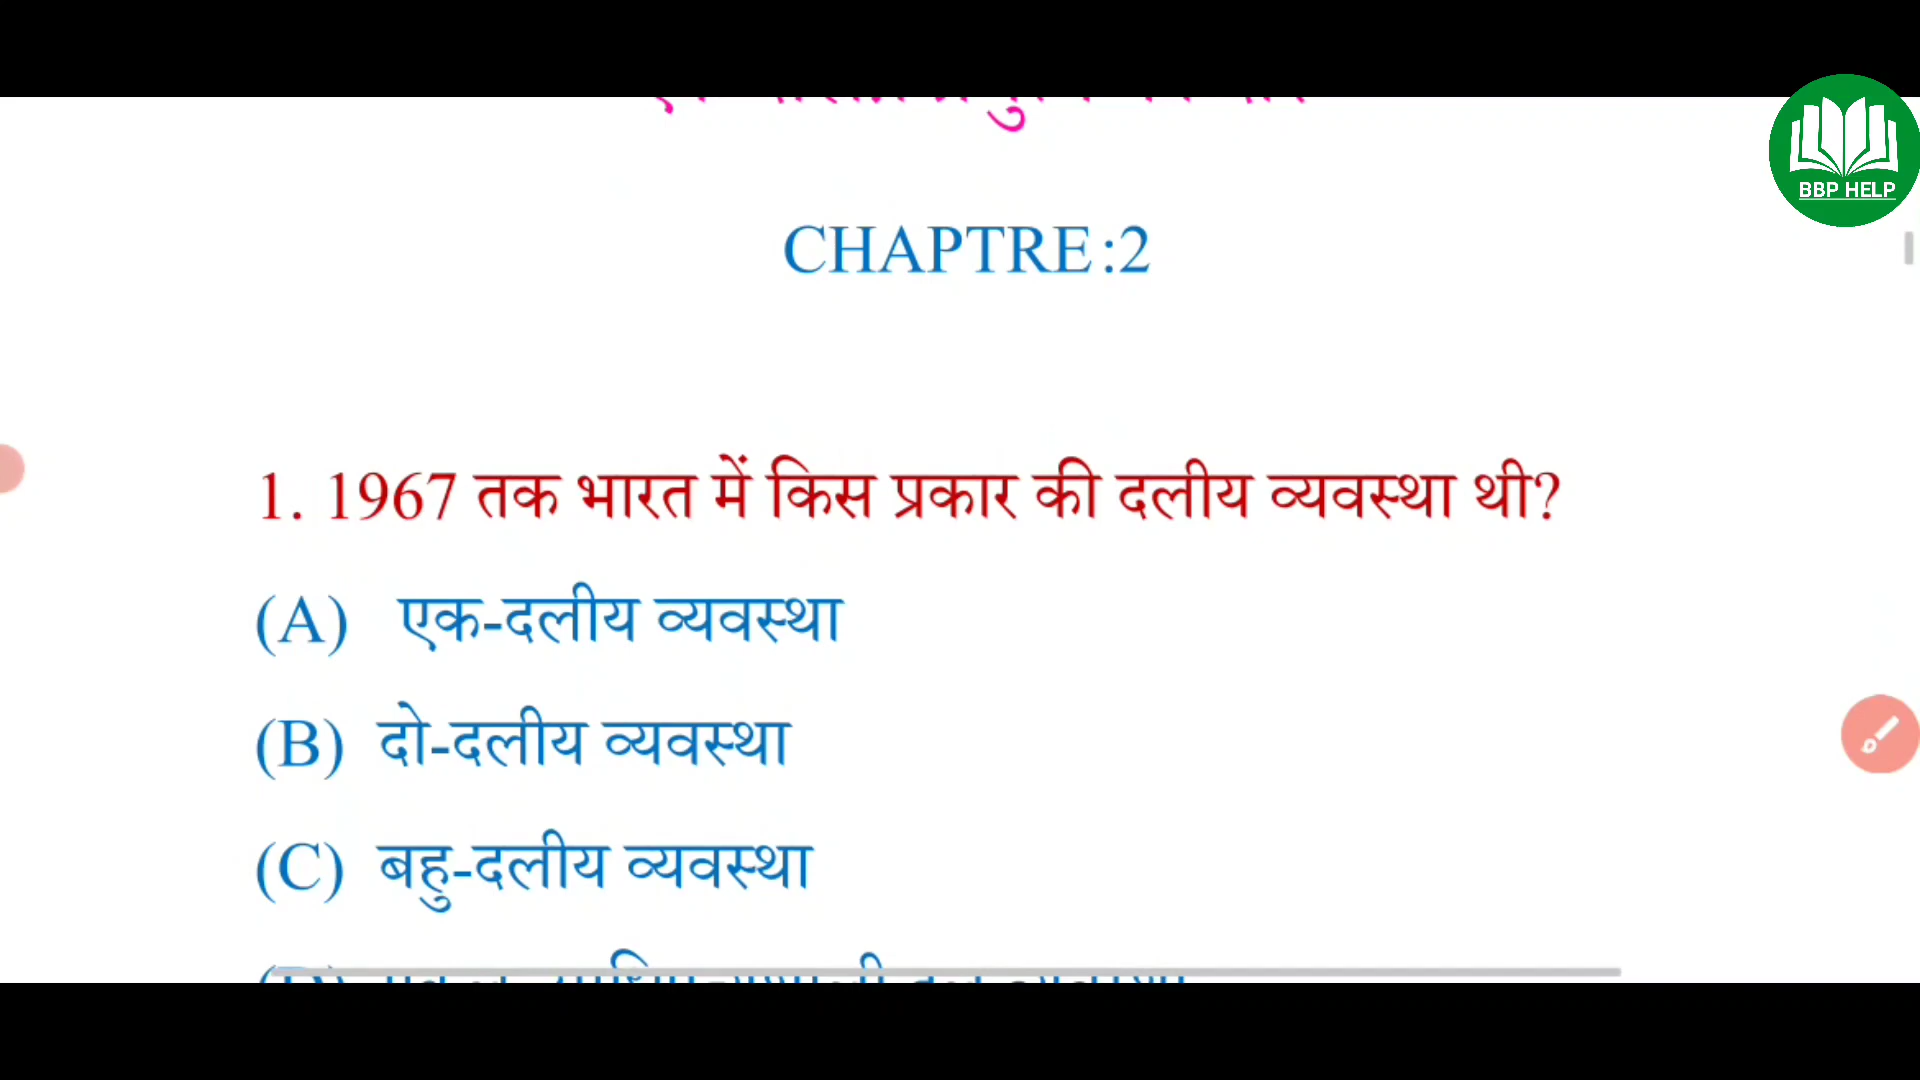 BBP HELP
CHAPTRE:2
1. 1967 तक भारत में किस प्रकार की दलीय व्यवस्था थी?
(A) एक-दलीय व्यवस्था
(B) दो-दलीय व्यवस्था
(C) बहु-दलीय व्यवस्था